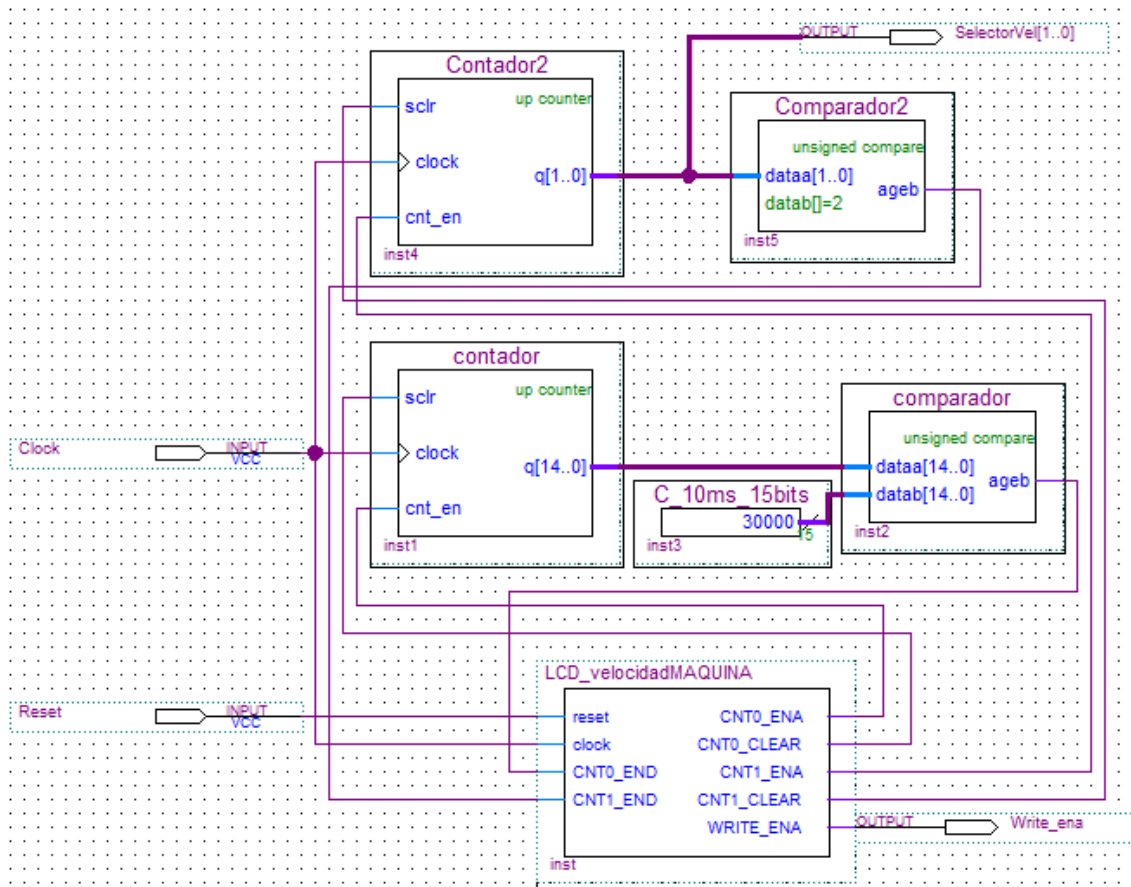 OUTPUT
SelectorVel[1..0]
Contador2
up counter
sclr
clock
q[1..0]
cnt_en
inst4
Comparador2
unsigned compare
dataa[1..0]
ageb
datab[]=2
inst5
contador
up counter
sclr
clock
q[14..0]
cnt_en
inst1
comparador
unsigned compare
dataa[14..0]
ageb
datab[14..0]
inst2
Clock
INPUT
VCC
C_10ms_15bits
30000
15
inst3
LCD_velocidadMAQUINA
Reset
INPUT
VCC
reset
CNT0_ENA
clock
CNT0_CLEAR
CNT0_END
CNT1_ENA
CNT1_END
CNT1_CLEAR
WRITE_ENA
inst
OUTPUT
Write_ena